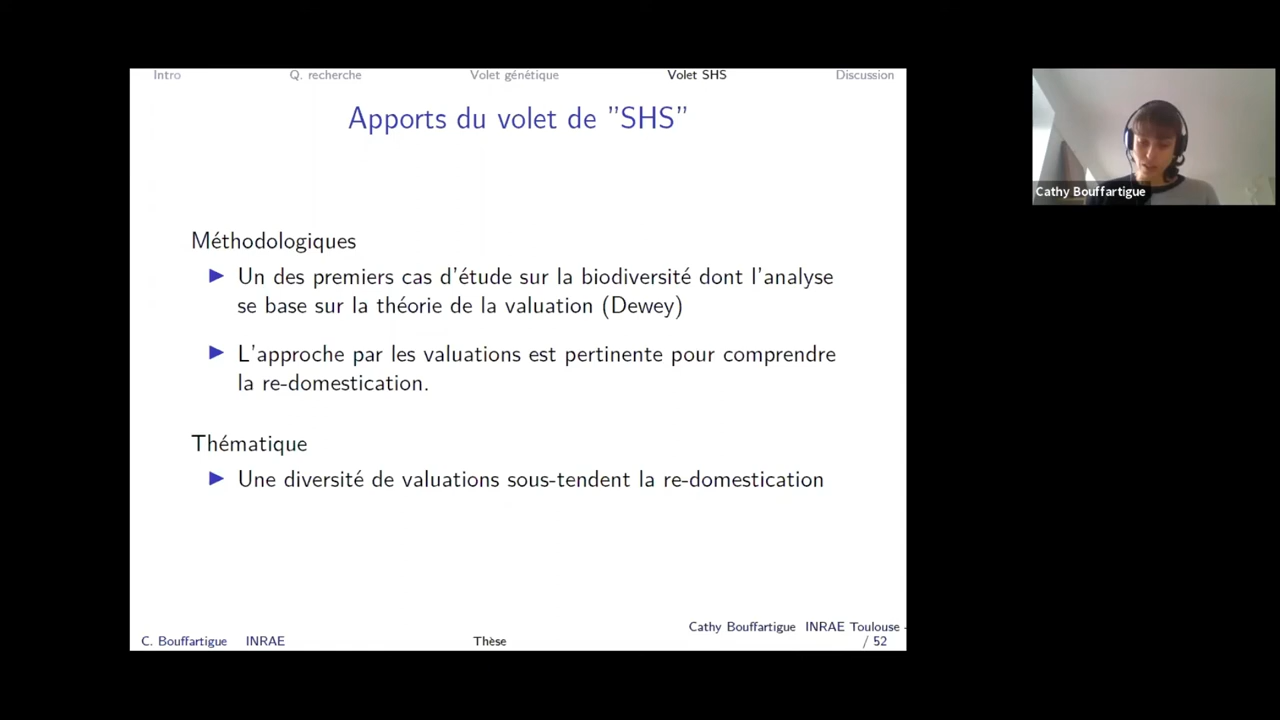 Intro Q. recherche Volet génétique Volet SHS Discussion
Apports du volet de "SHS"
Méthodologiques
Un des premiers cas d'étude sur la biodiversité dont l'analyse
se base sur la théorie de la valuation (Dewey)
L'approche par les valuations est pertinente pour comprendre
la re-domestication.
Thématique
Une diversité de valuations sous-tendent la re-domestication
Cathy Bouffartigue INRAE Toulouse -
C. Bouffartigue INRAE Thèse / 52
Cathy Bouffartigue